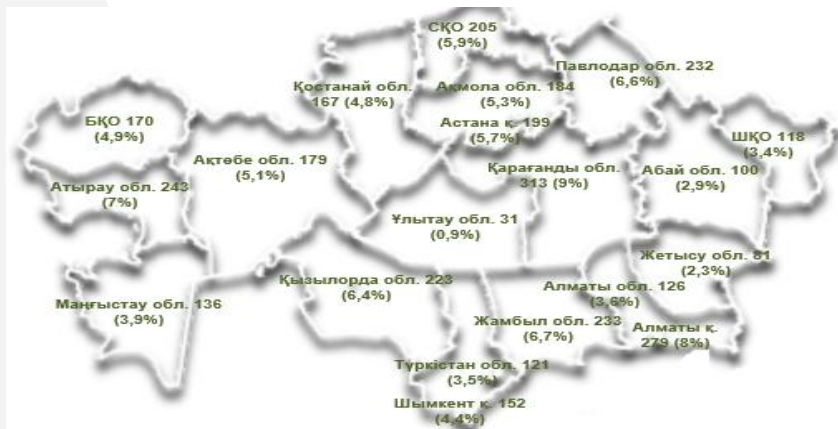 СҚО 205
(5,9%)
Павлодар обл. 232
(6,6%)
Қостанай обл.
167 (4,8%)
Ақмола обл. 184
(5,3%)
Астана қ. 199
(5,7%)
БҚО 170
(4,9%)
ШҚО 118
(3,4%)
Ақтөбе обл. 179
(5,1%)
Қарағанды обл.
313 (9%)
Абай обл. 100
(2,9%)
Атырау обл. 243
(7%)
Ұлытау обл. 31
(0,9%)
Жетысу обл. 81
(2,3%)
Қызылорда обл. 223
(6,4%)
Алматы обл. 126
(3,6%)
Маңғыстау обл. 136
(3,9%)
Жамбыл обл. 233
(6,7%)
Алматы қ.
279 (8%)
Түркістан обл. 121
(3,5%)
Шымкент қ. 152
(4,4%)